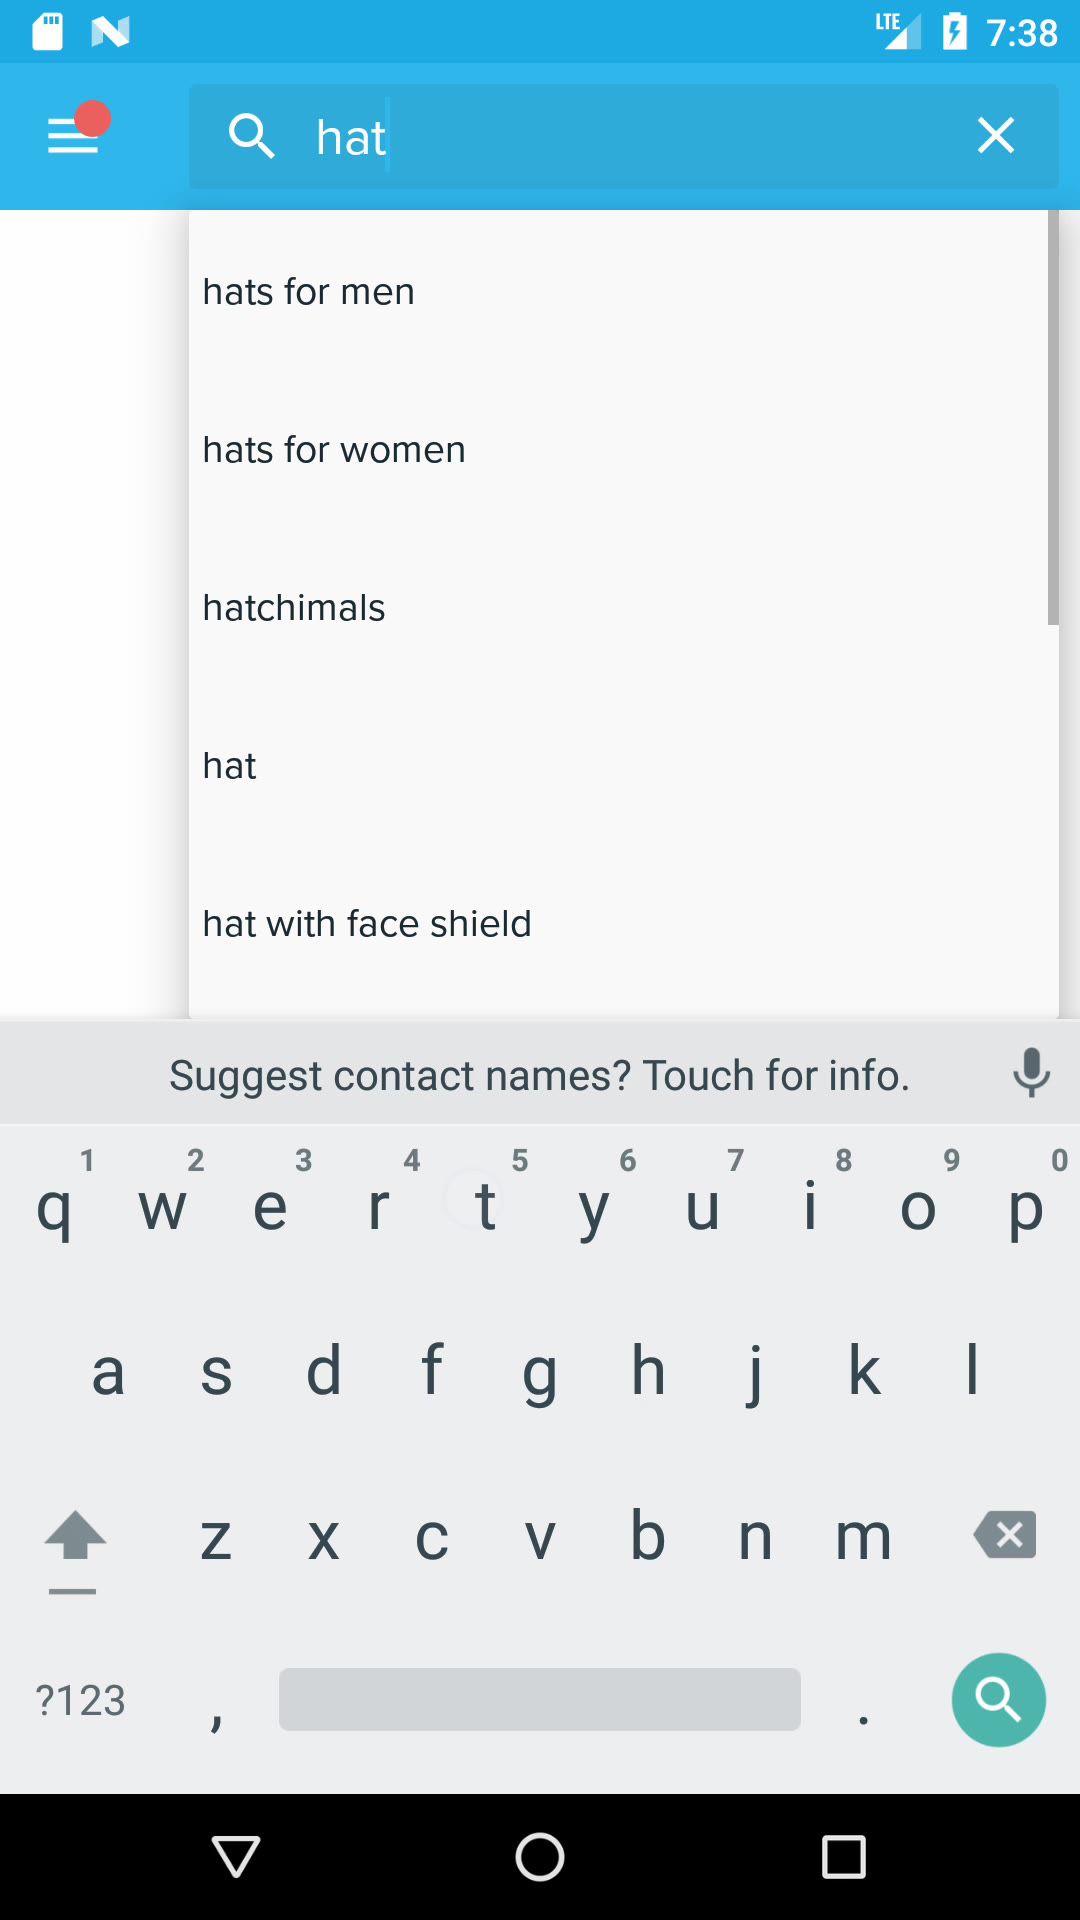 LTE 7:38
hat
hats for men
hats for women
hatchimals
hat
hat with face shield
Suggest contact names? Touch for info.
1 2 3 4 5 6 7 8 9 0
q w e r t y u i o p
a s d f g h j k l
z x c v b n m
?123 , .